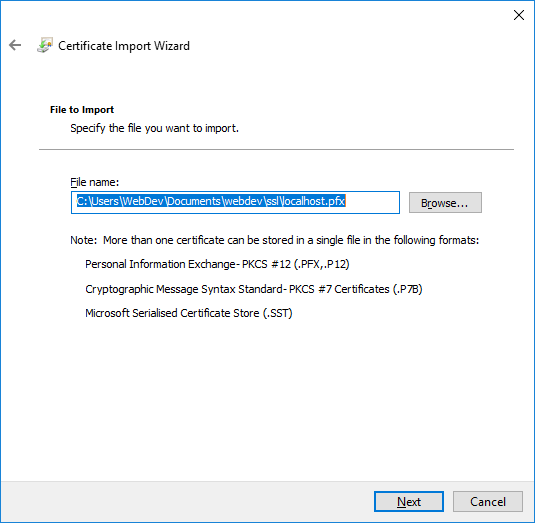 Certificate Import Wizard
File to Import
Specify the file you want to import.
File name:
C:\Users\WebDev\Documents\webdev\ssl\localhost.pfx
Browse...
Note: More than one certificate can be stored in a single file in the following formats:
Personal Information Exchange- PKCS #12 (.PFX,.P12)
Cryptographic Message Syntax Standard- PKCS #7 Certificates (.P7B)
Microsoft Serialised Certificate Store (.SST)
Next
Cancel